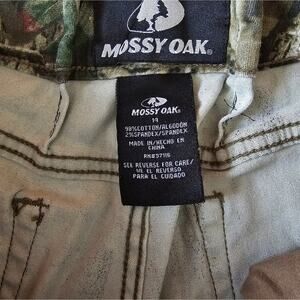 MOSSY OAK
MOSSY OAK
98%COTTON/ALGODÓN
2%SPANDEX/SPANDEX
MADE IN/HECHO EN
CHINA
SEE REVERSE FOR CARE/
VE EL REVERSO
PARA EL CUIDADO